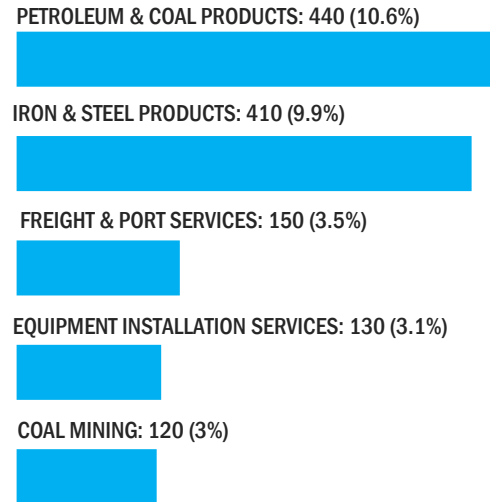 PETROLEUM & COAL PRODUCTS: 440 (10.6%)
IRON & STEEL PRODUCTS: 410 (9.9%)
FREIGHT & PORT SERVICES: 150 (3.5%)
EQUIPMENT INSTALLATION SERVICES: 130 (3.1%)
COAL MINING: 120 (3%)